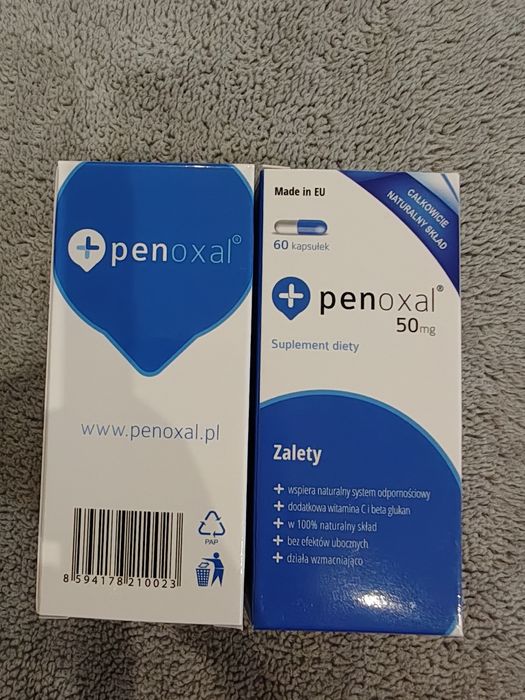 penoxal®
www.penoxal.pl
8 594178 210023
PAP
Made in EU
CAŁKOWICIE
NATURALNY SKŁAD
60 kapsułek
penoxal®
50mg
Suplement diety
Zalety
wspiera naturalny system odpornościowy
dodatkowa witamina C i beta glukan
w 100% naturalny skład
bez efektów ubocznych
działa wzmacniająco